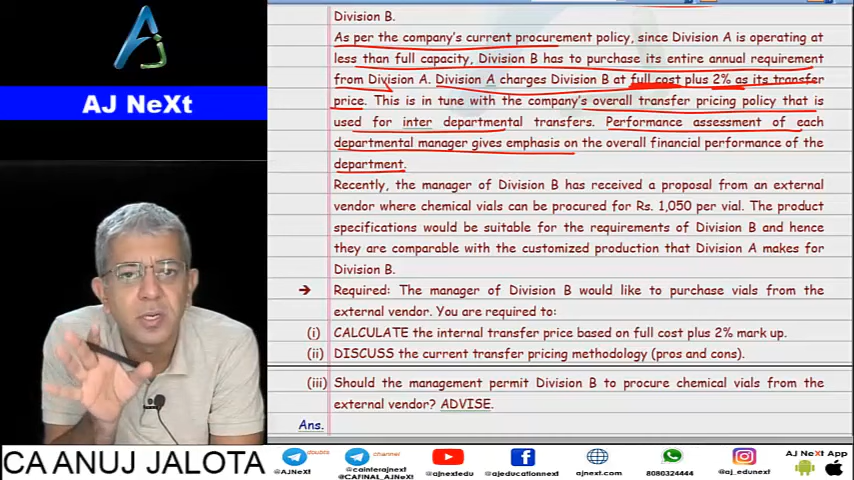 AJ NeXt
Division B.
As per the company's current procurement policy, since Division A is operating at
less than full capacity, Division B has to purchase its entire annual requirement
from Division A. Division A charges Division B at full cost plus 2% as its transfer
price. This is in tune with the company's overall transfer pricing policy that is
used for inter departmental transfers. Performance assessment of each
departmental manager gives emphasis on the overall financial performance of the
department.
Recently, the manager of Division B has received a proposal from an external
vendor where chemical vials can be procured for Rs. 1,050 per vial. The product
specifications would be suitable for the requirements of Division B and hence
they are comparable with the customized production that Division A makes for
Division B.
➔ Required: The manager of Division B would like to purchase vials from the
external vendor. You are required to:
(i) CALCULATE the internal transfer price based on full cost plus 2% mark up.
(ii) DISCUSS the current transfer pricing methodology (pros and cons).
(iii) Should the management permit Division B to procure chemical vials from the
external vendor? ADVISE.
Ans.
CA ANUJ JALOTA
doubts
@AJNeXt
channel
@cainterajnext
@CAFINAL_AJNEXT
@ajnextedu
@ajeducationnext
ajnext.com
8080324444
@aj_edunext
AJ NeXt App